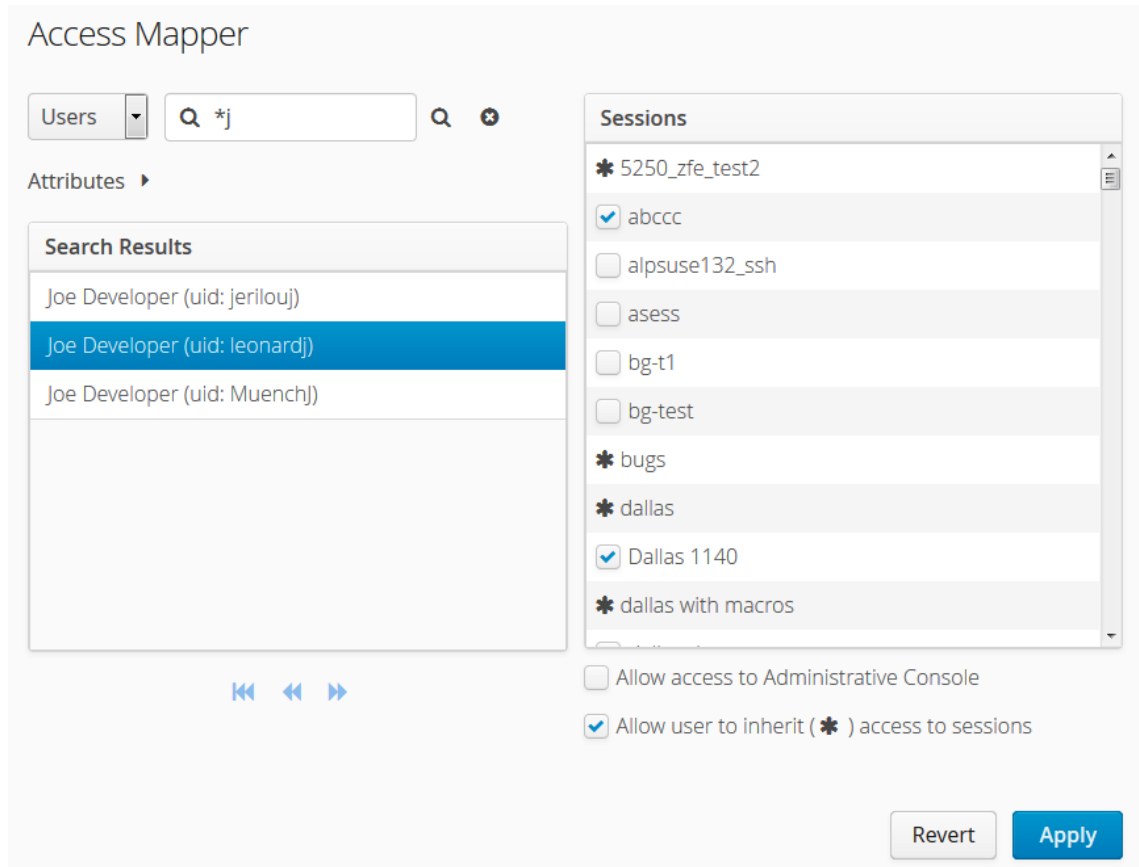 Access Mapper
Users
*j
Attributes
Search Results
Joe Developer (uid: jerilouj)
Joe Developer (uid: leonardj)
Joe Developer (uid: MuenchJ)
Sessions
✱ 5250_zfe_test2
abccc
alpsuse132_ssh
asess
bg-t1
bg-test
✱ bugs
✱ dallas
Dallas 1140
✱ dallas with macros
Allow access to Administrative Console
Allow user to inherit ( ✱ ) access to sessions
Revert
Apply